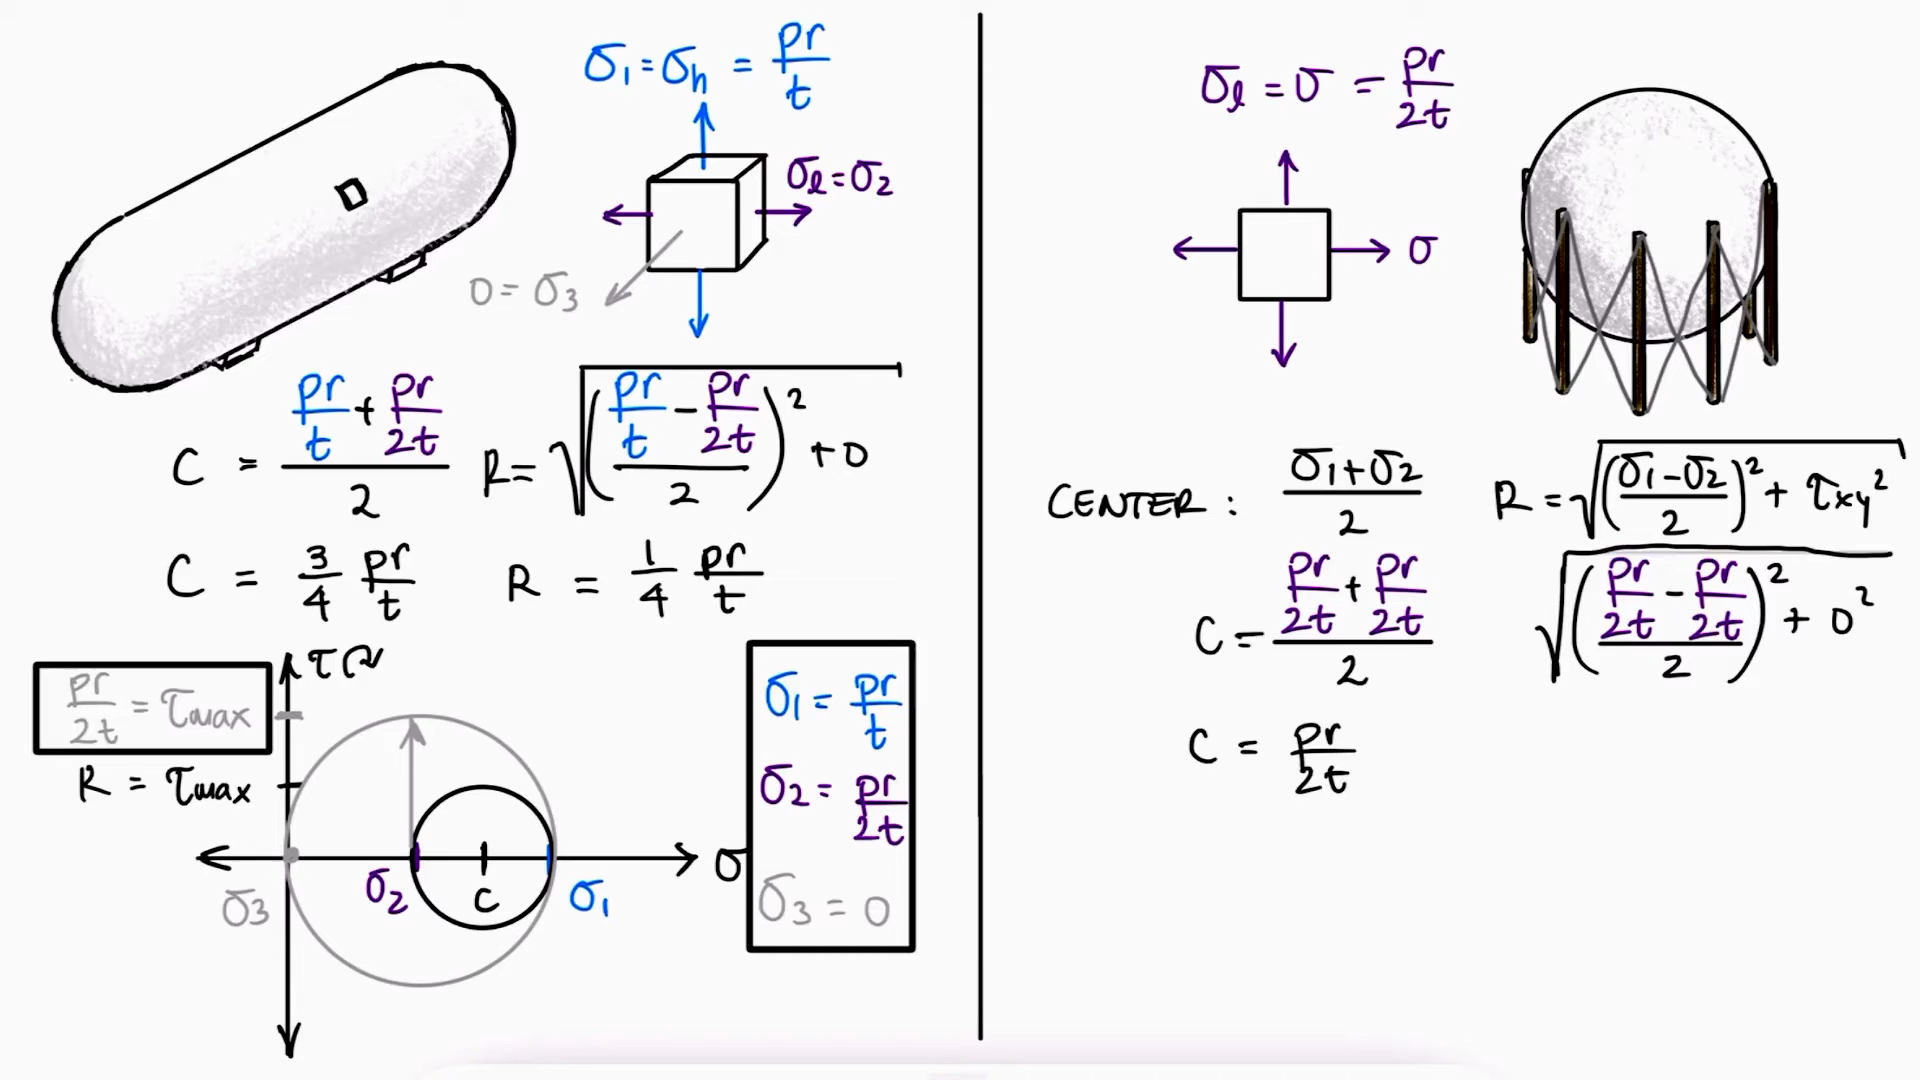 σ₁ = σh = pr/t
σℓ = σ₂
0 = σ₃
C = (pr/t + pr/2t)/2
R = √(((pr/t − pr/2t)/2)² + 0)
C = 3/4 pr/t
R = 1/4 pr/t
τ
pr/2t = τmax
R = τmax
σ₃
σ₂
C
σ₁
σ
σ₁ = pr/t
σ₂ = pr/2t
σ₃ = 0
σℓ = σ = pr/2t
σ
CENTER : (σ₁+σ₂)/2
R = √(((σ₁−σ₂)/2)² + τxy²)
C = (pr/2t + pr/2t)/2
√(((pr/2t − pr/2t)/2)² + 0²)
C = pr/2t